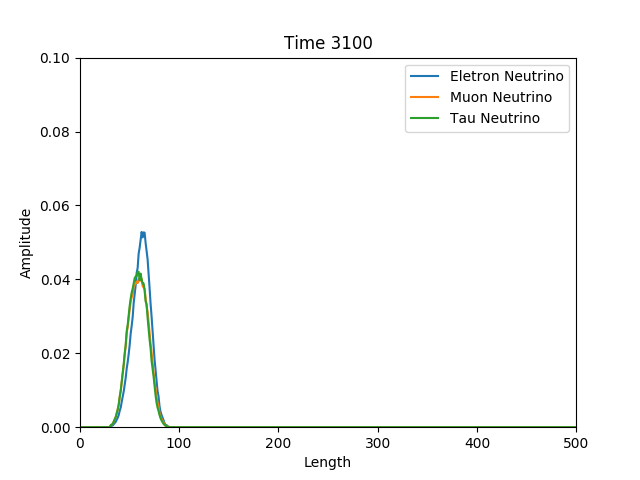 Time 3100
0.10
0.08
0.06
0.04
0.02
0.00
Amplitude
Eletron Neutrino
Muon Neutrino
Tau Neutrino
0 100 200 300 400 500
Length